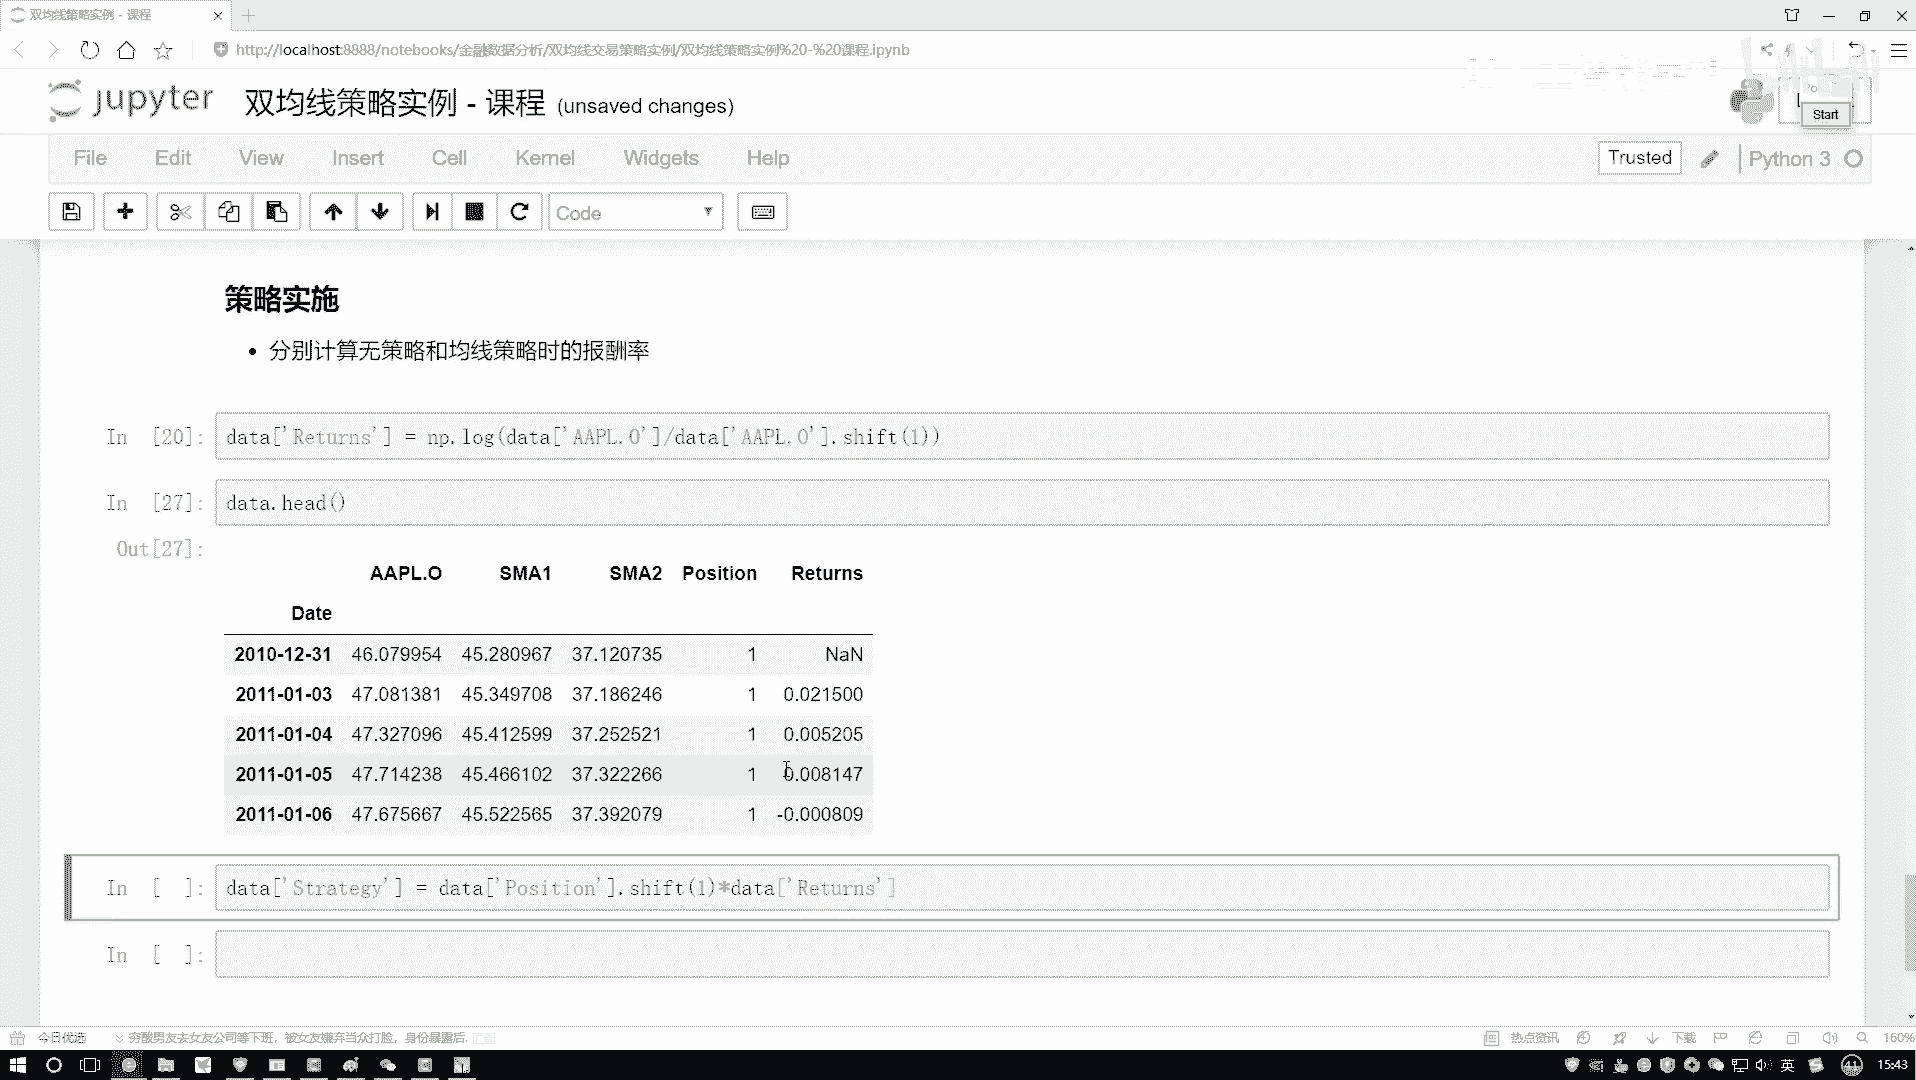 双均线策略实例 - 课程
http://localhost:8888/notebooks/金融数据分析/双均线交易策略实例/双均线策略实例%20-%20课程.ipynb
jupyter 双均线策略实例 - 课程 (unsaved changes)
Start
File Edit View Insert Cell Kernel Widgets Help
Trusted Python 3
Code
策略实施
• 分别计算无策略和均线策略时的报酬率
In [20]: data['Returns'] = np.log(data['AAPL.O']/data['AAPL.O'].shift(1))
In [27]: data.head()
Out[27]:
AAPL.O SMA1 SMA2 Position Returns
Date
2010-12-31 46.079954 45.280967 37.120735 1 NaN
2011-01-03 47.081381 45.349708 37.186246 1 0.021500
2011-01-04 47.327096 45.412599 37.252521 1 0.005205
2011-01-05 47.714238 45.466102 37.322266 1 0.008147
2011-01-06 47.675667 45.522565 37.392079 1 -0.000809
In [ ]: data['Strategy'] = data['Position'].shift(1)*data['Returns']
In [ ]:
今日优选 穷酸男友去女友公司等下班，被女友嫌弃当众打脸，身份暴露后. 热点资讯 下载 160%
英 41 15:43